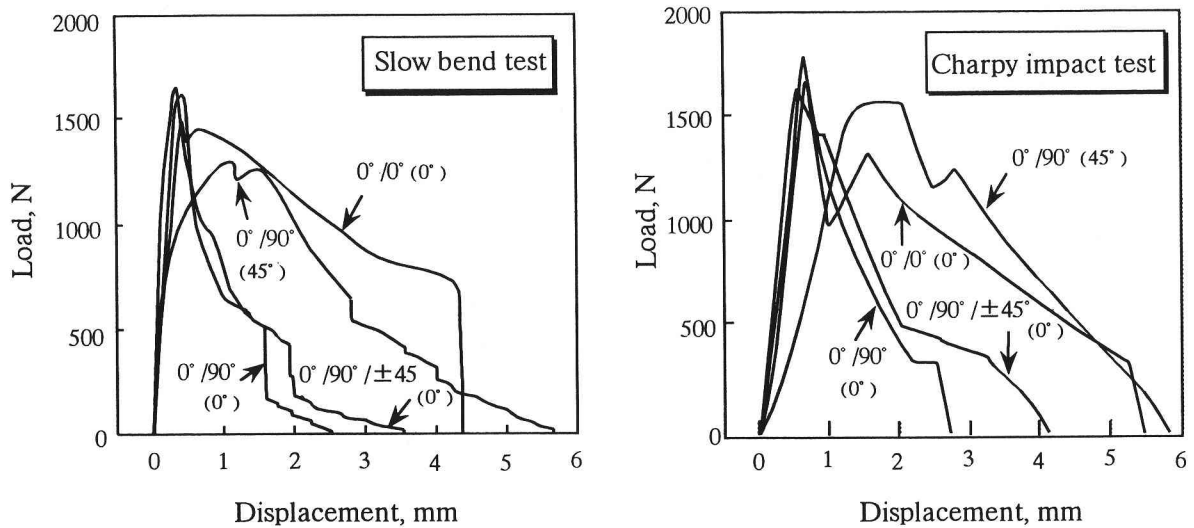 2000
1500
1000
500
0
Load, N
Slow bend test
0°/0° (0°)
0°/90°
(45°)
0°/90°
(0°)
0°/90°/±45
(0°)
0 1 2 3 4 5 6
Displacement, mm
2000
1500
1000
500
0
Load, N
Charpy impact test
0°/90° (45°)
0°/0° (0°)
0°/90°/±45°
(0°)
0°/90°
(0°)
0 1 2 3 4 5 6
Displacement, mm